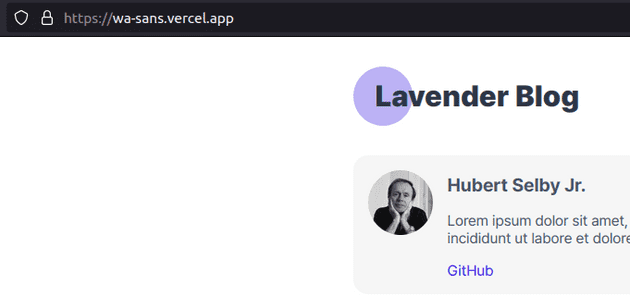 https://wa-sans.vercel.app
Lavender Blog
Hubert Selby Jr.
Lorem ipsum dolor sit amet,
incididunt ut labore et dolore
GitHub